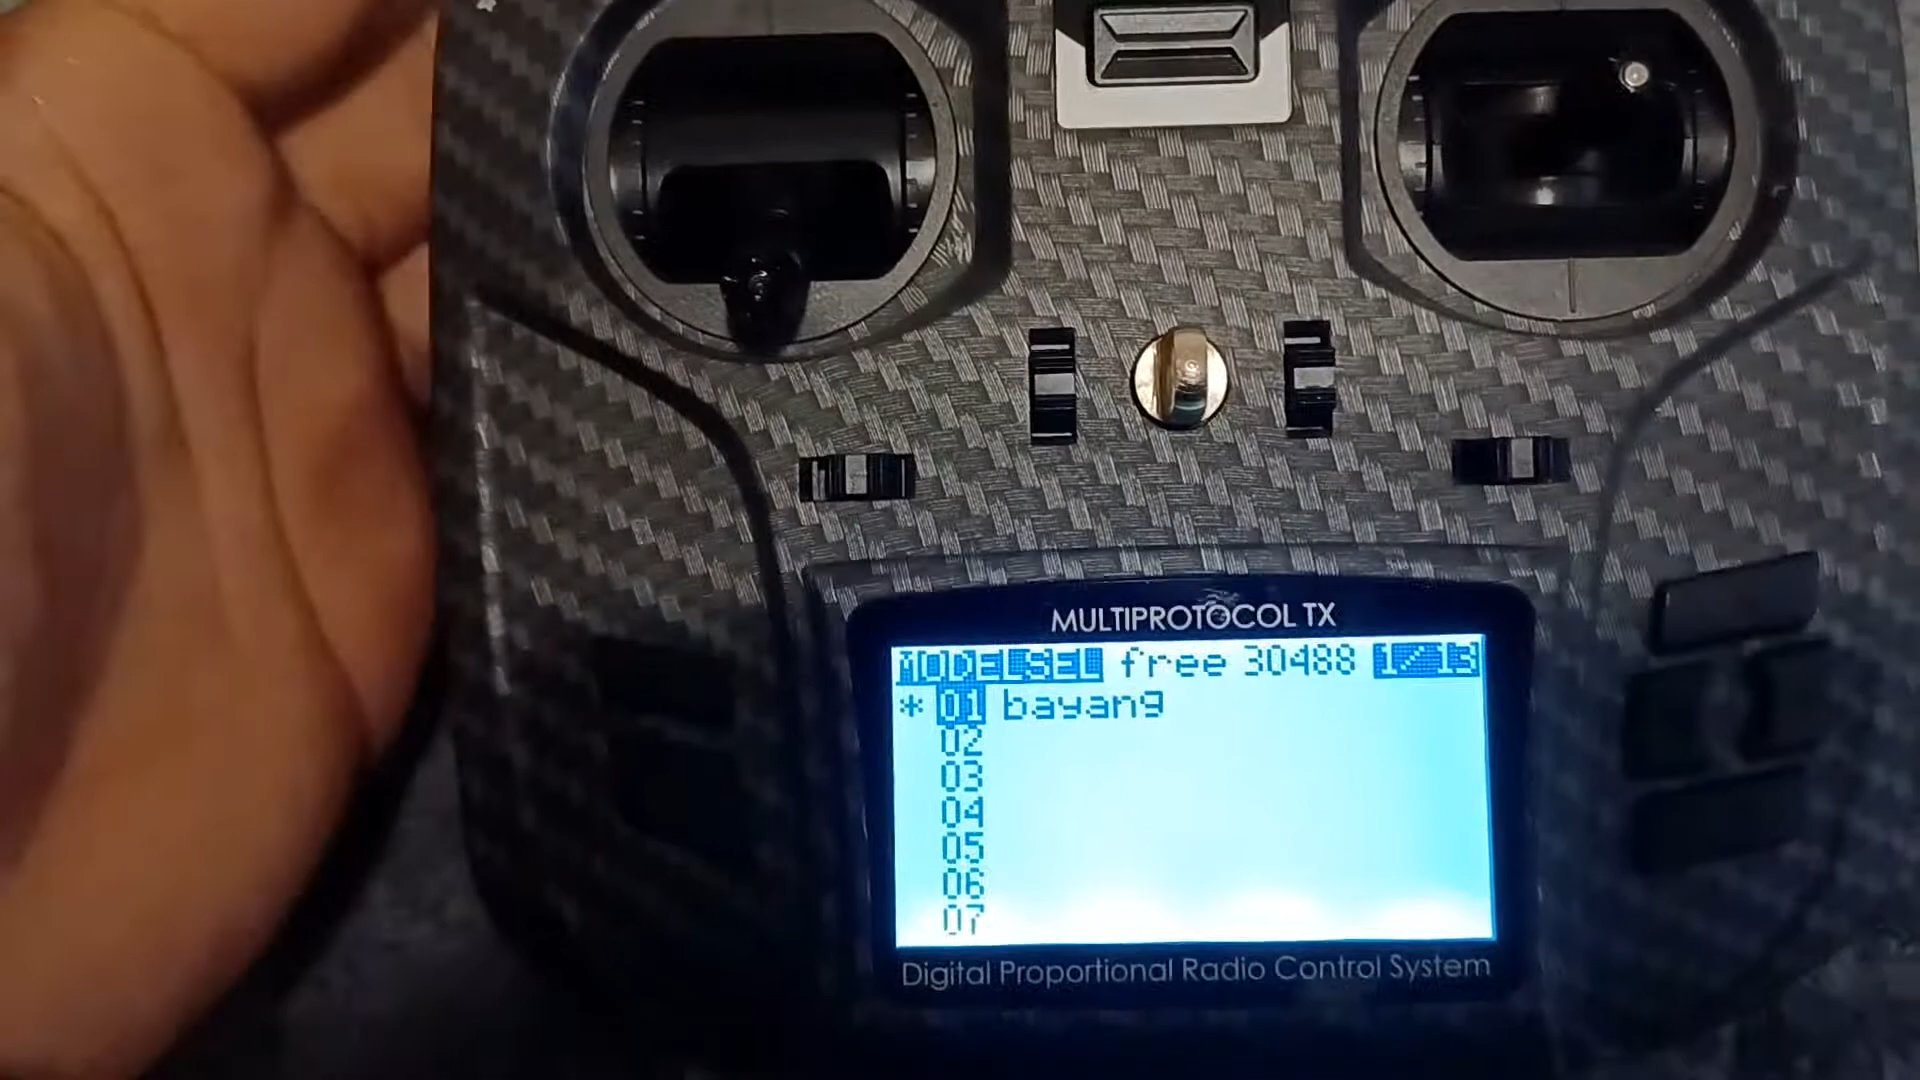 MULTIPROTOCOL TX
MODELSEL free 30488 1/13
* 01 bayang
02
03
04
05
06
07
Digital Proportional Radio Control System